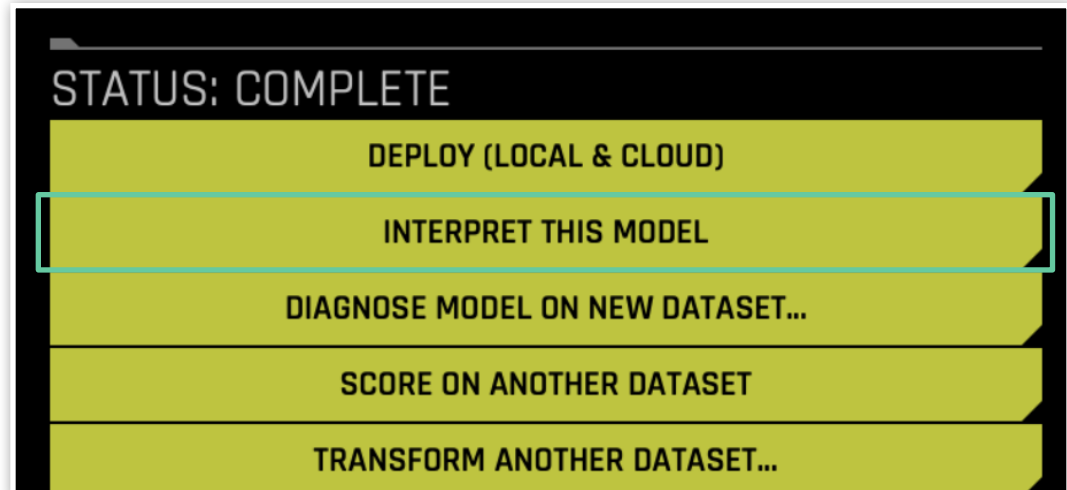 STATUS: COMPLETE
DEPLOY (LOCAL & CLOUD)
INTERPRET THIS MODEL
DIAGNOSE MODEL ON NEW DATASET...
SCORE ON ANOTHER DATASET
TRANSFORM ANOTHER DATASET...